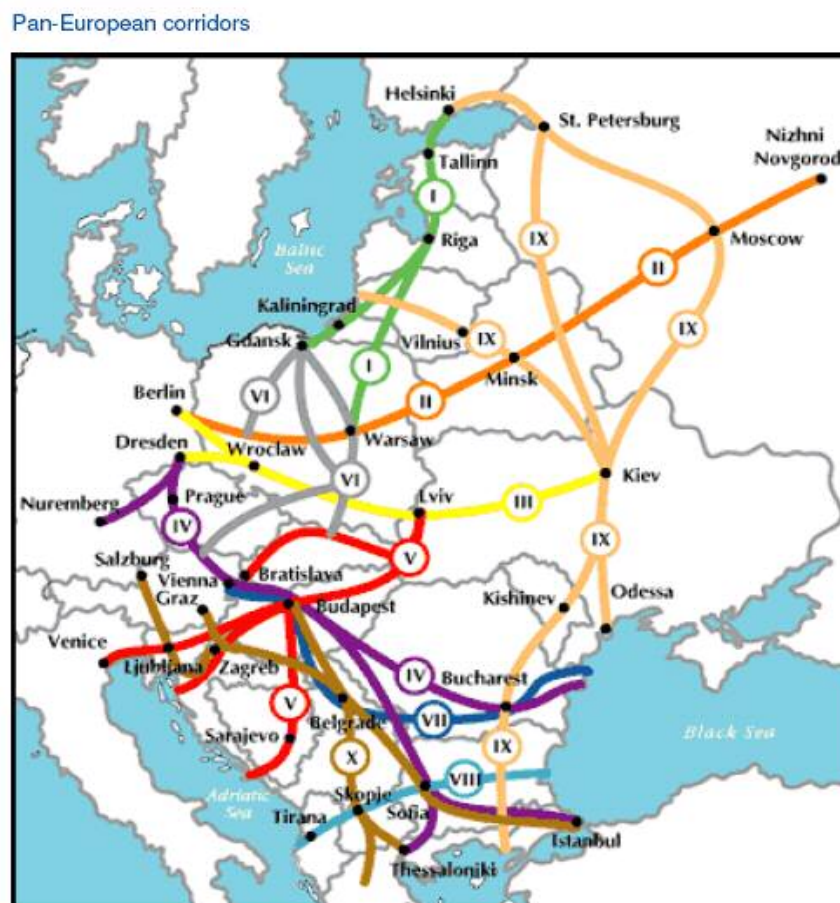 Pan-European corridors
Helsinki
St. Petersburg
Nizhni
Novgorod
Tallinn
I
Riga
IX
Moscow
II
Baltic
Sea
Kaliningrad
Gdansk
Vilnius
IX
IX
Minsk
I
VI
II
Berlin
Warsaw
Dresden
Wroclaw
VI
Kiev
Lviv
III
Nuremberg
Prague
IV
V
IX
Salzburg
Vienna
Bratislava
Graz
Budapest
Kishinev
Odessa
Venice
Ljubljana
Zagreb
IV
Bucharest
V
Belgrade
VII
Sarajevo
IX
Black Sea
X
VIII
Adriatic
Sea
Skopje
Tirana
Sofia
Istanbul
Thessaloniki